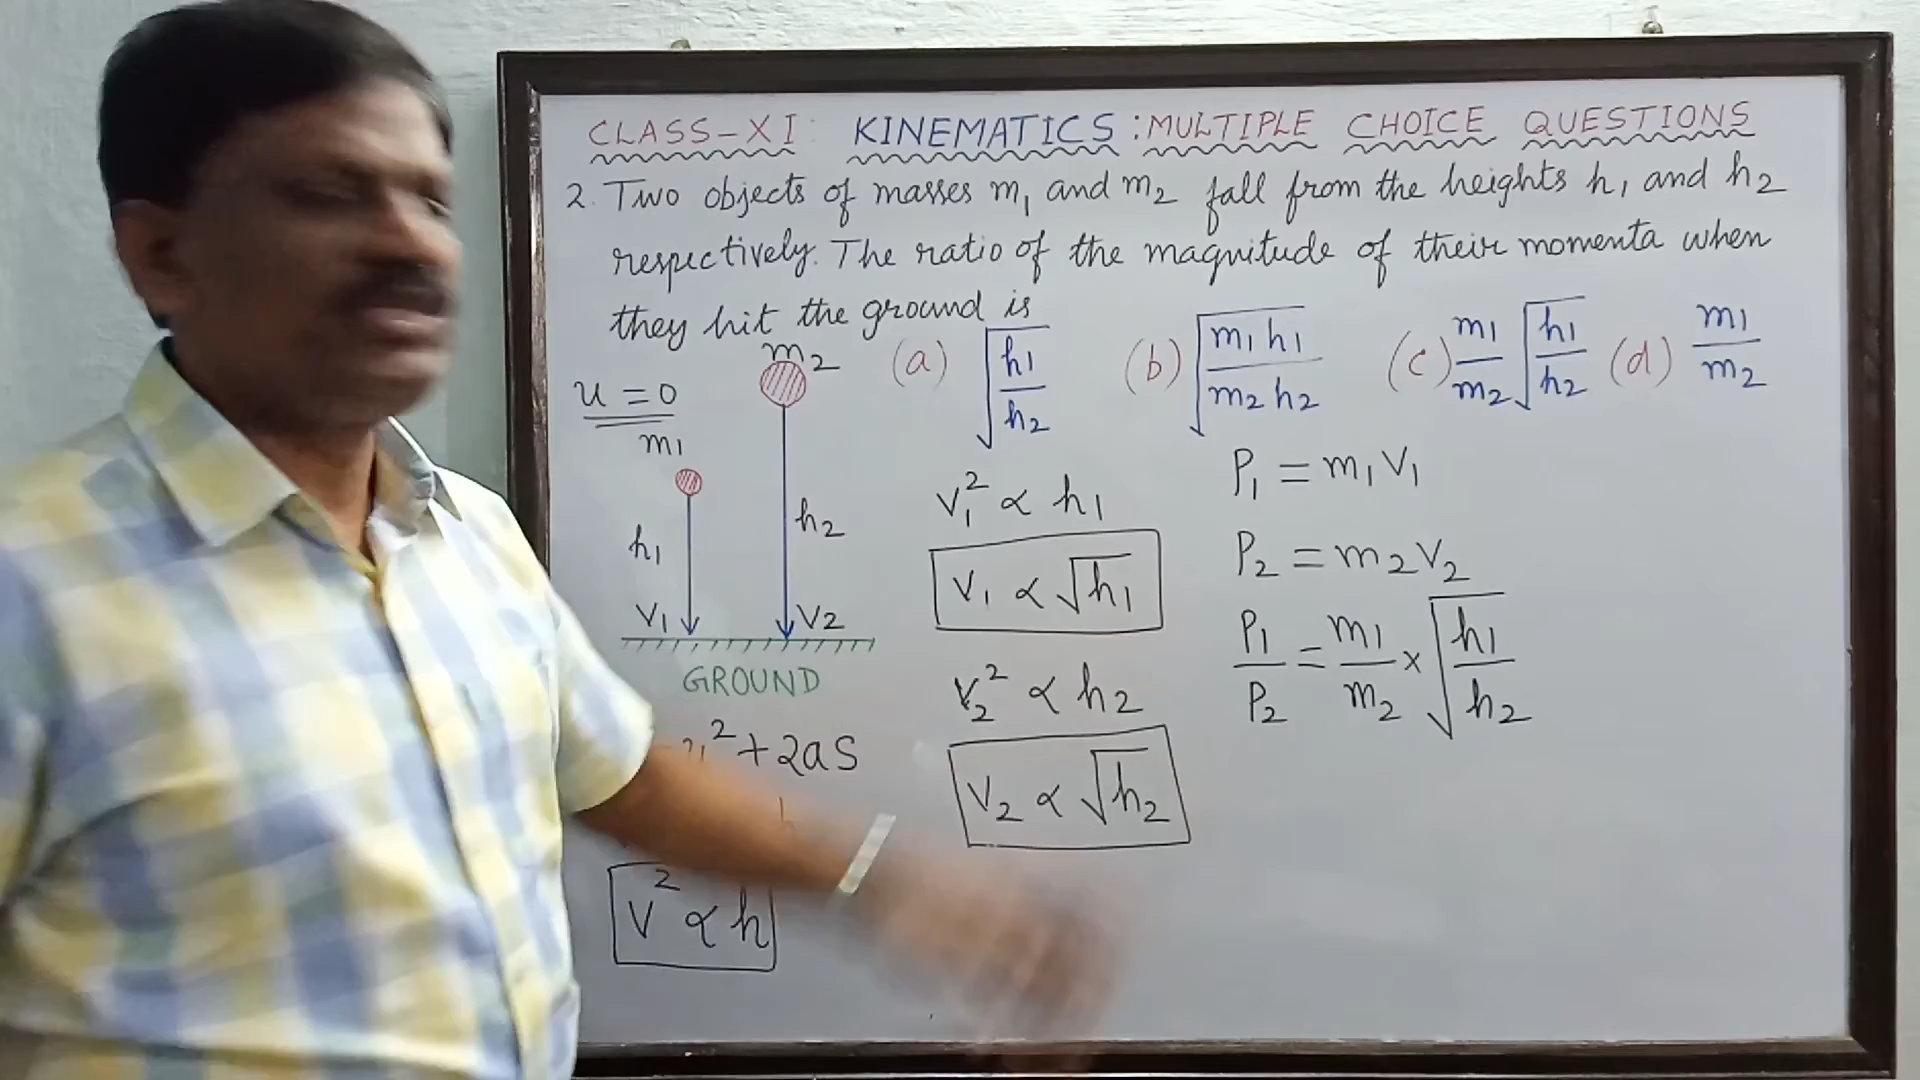 CLASS-XI: KINEMATICS: MULTIPLE CHOICE QUESTIONS
2. Two objects of masses m₁ and m₂ fall from the heights h₁ and h₂
respectively. The ratio of the magnitude of their momenta when
they hit the ground is
(a) √(h₁/h₂) (b) √(m₁h₁/m₂h₂) (c) m₁/m₂ √(h₁/h₂) (d) m₁/m₂
u = 0
m₂
m₁
h₁
h₂
V₁
V₂
GROUND
u² + 2aS
V² ∝ h
V₁² ∝ h₁
V₁ ∝ √h₁
V₂² ∝ h₂
V₂ ∝ √h₂
P₁ = m₁V₁
P₂ = m₂V₂
P₁/P₂ = m₁/m₂ × √(h₁/h₂)